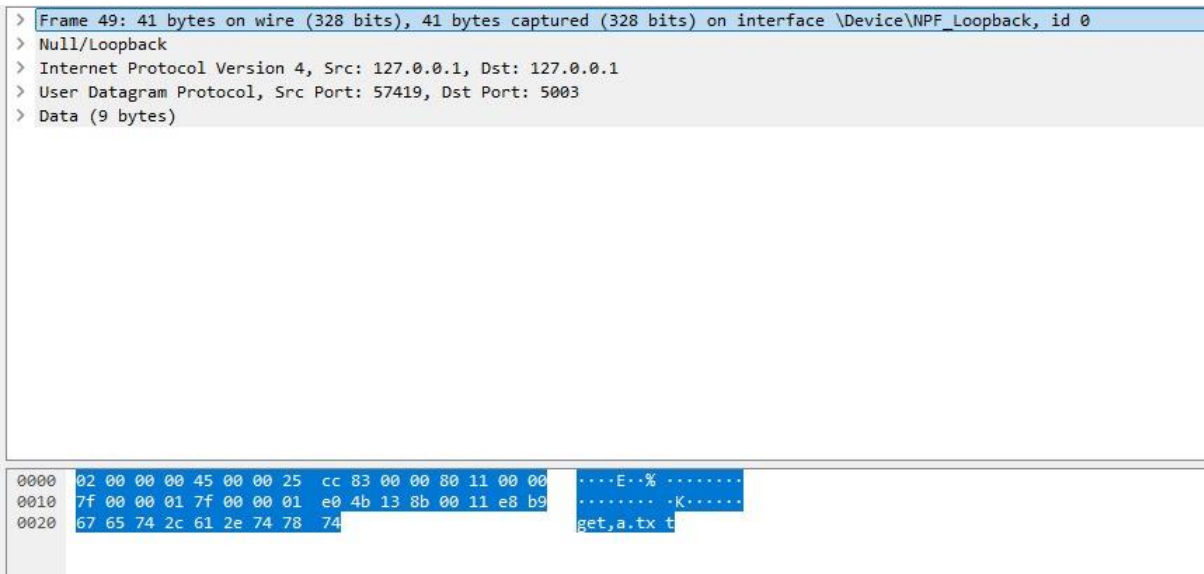 > Frame 49: 41 bytes on wire (328 bits), 41 bytes captured (328 bits) on interface \Device\NPF_Loopback, id 0
> Null/Loopback
> Internet Protocol Version 4, Src: 127.0.0.1, Dst: 127.0.0.1
> User Datagram Protocol, Src Port: 57419, Dst Port: 5003
> Data (9 bytes)
0000 02 00 00 00 45 00 00 25 cc 83 00 00 80 11 00 00 ····E··% ········
0010 7f 00 00 01 7f 00 00 01 e0 4b 13 8b 00 11 e8 b9 ········ ·K······
0020 67 65 74 2c 61 2e 74 78 74 get,a.tx t